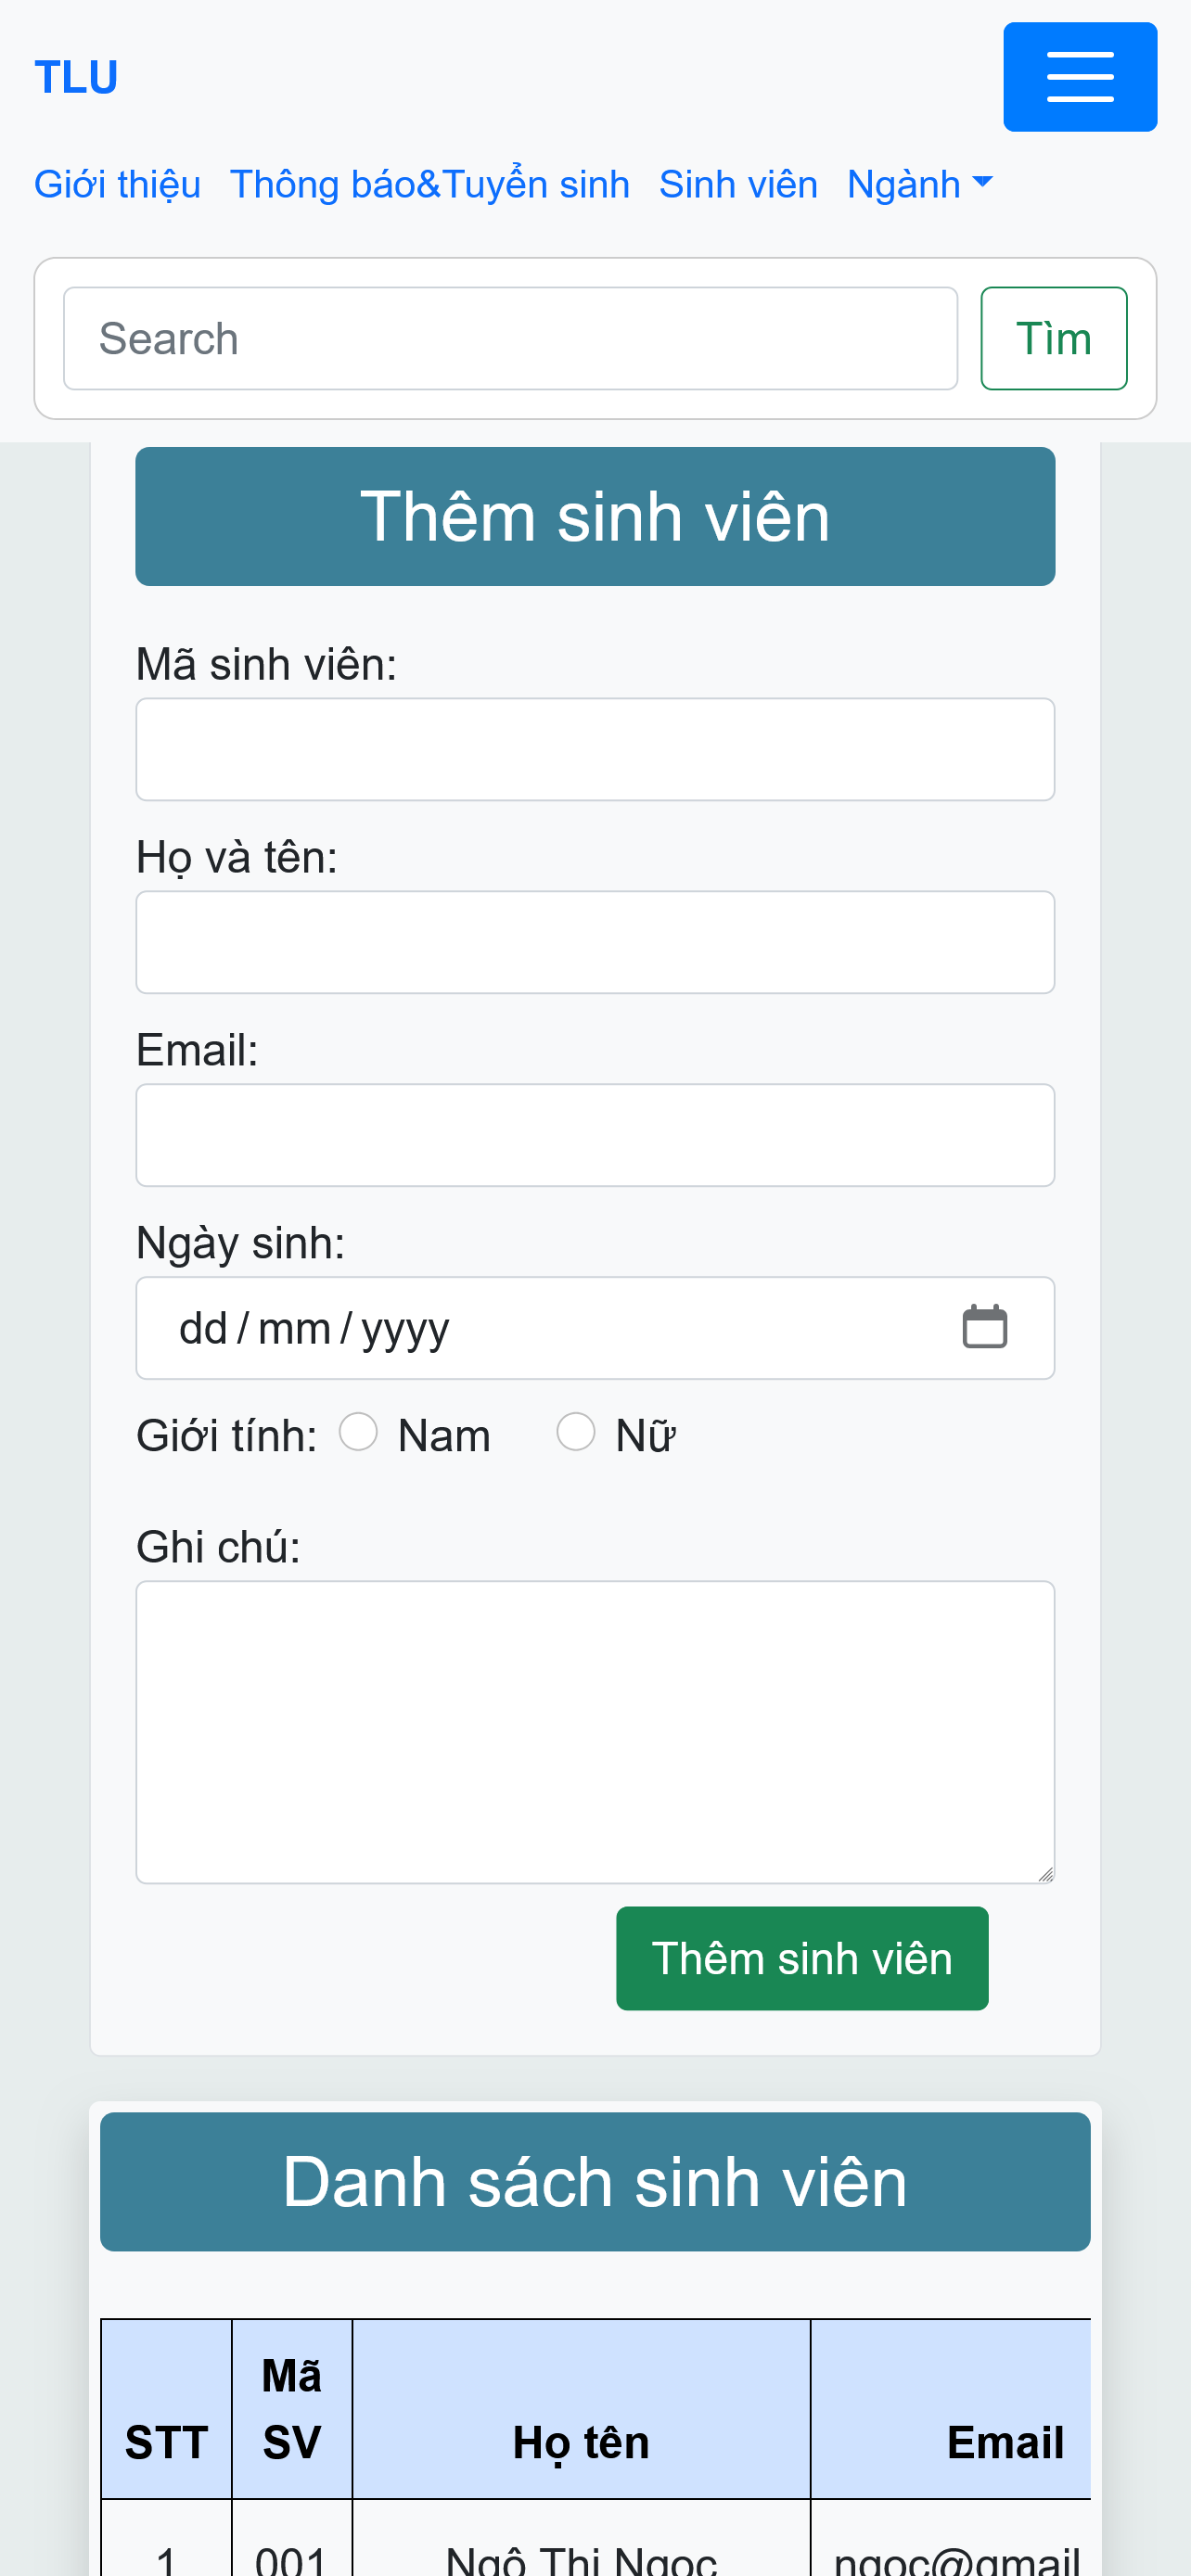 TLU
Giới thiệu Thông báo&Tuyển sinh Sinh viên Ngành
Search Tìm
Thêm sinh viên
Mã sinh viên:
Họ và tên:
Email:
Ngày sinh:
dd/mm/yyyy
Giới tính: Nam Nữ
Ghi chú:
Thêm sinh viên
Danh sách sinh viên
Mã
STT SV Họ tên Email
1 001 Ngô Thị Ngọc ngoc@gmail